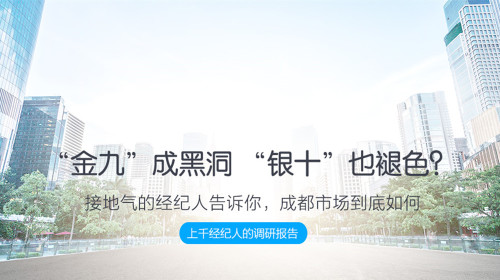 “金九”成黑洞 “银十”也褪色？
接地气的经纪人告诉你，成都市场到底如何
上千经纪人的调研报告